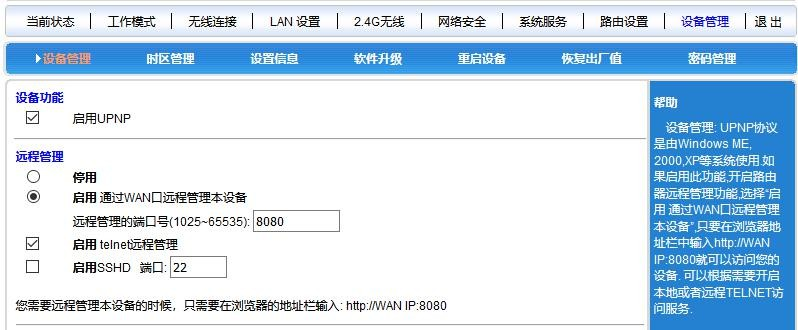 当前状态 工作模式 无线连接 LAN 设置 2.4G无线 网络安全 系统服务 路由设置 设备管理 退 出
设备管理 时区管理 设置信息 软件升级 重启设备 恢复出厂值 密码管理
设备功能
启用UPNP
远程管理
停用
启用 通过WAN口远程管理本设备
远程管理的端口号(1025~65535): 8080
启用 telnet远程管理
启用SSHD 端口: 22
您需要远程管理本设备的时候，只需要在浏览器的地址栏输入: http://WAN IP:8080
帮助
设备管理: UPNP协议
是由Windows ME,
2000,XP等系统使用.如
果启用此功能,开启路由
器远程管理功能,选择“启
用 通过WAN口远程管理
本设备”,只要在浏览器地
址栏中输入http://WAN
IP:8080就可以访问您的
设备. 可以根据需要开启
本地或者远程TELNET访
问服务.